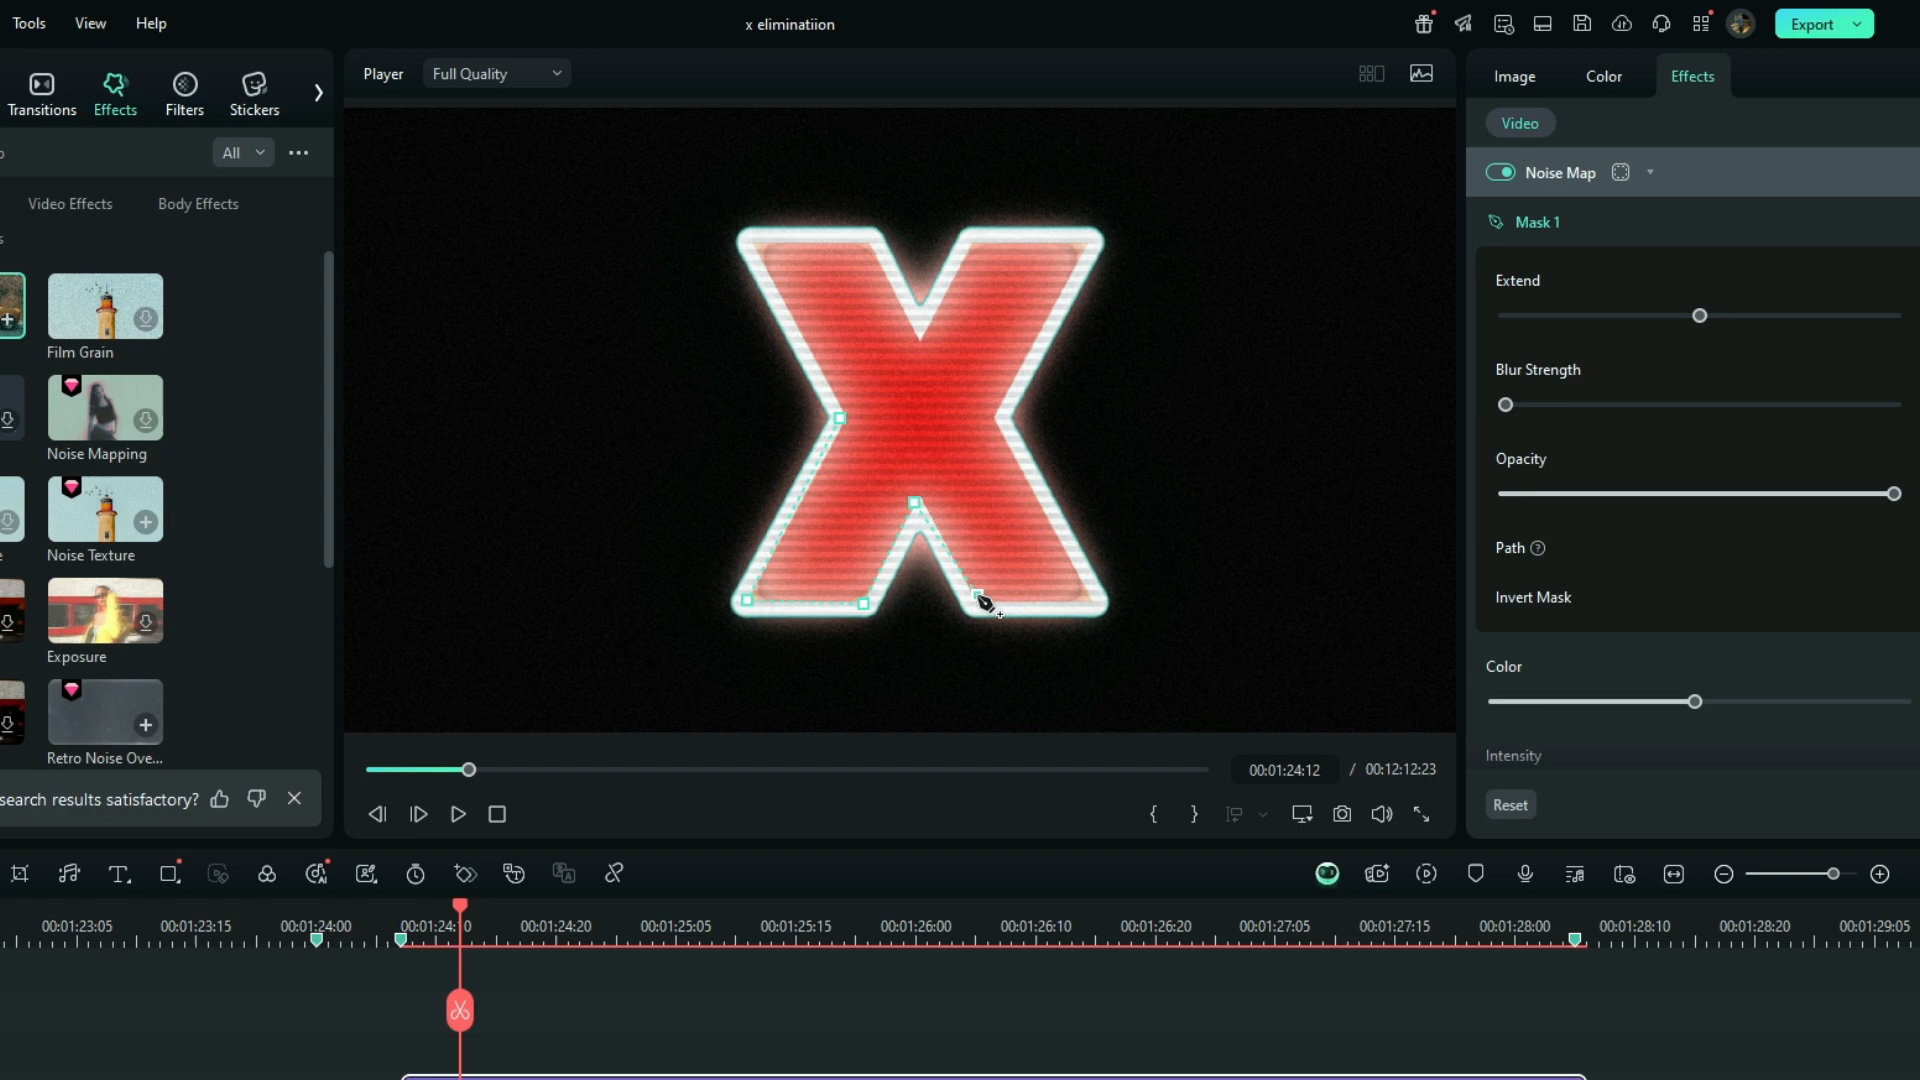 Tools View Help
x eliminatiion
Export
Transitions Effects Filters Stickers
All
Video Effects Body Effects
Film Grain
Noise Mapping
Noise Texture
Exposure
Retro Noise Ove...
search results satisfactory?
Player Full Quality
X
00:01:24:12 / 00:12:12:23
Image Color Effects
Video
Noise Map
Mask 1
Extend
Blur Strength
Opacity
Path
Invert Mask
Color
Intensity
Reset
00:01:23:05 00:01:23:15 00:01:24:00 00:01:24:10 00:01:24:20 00:01:25:05 00:01:25:15 00:01:26:00 00:01:26:10 00:01:26:20 00:01:27:05 00:01:27:15 00:01:28:00 00:01:28:10 00:01:28:20 00:01:29:05